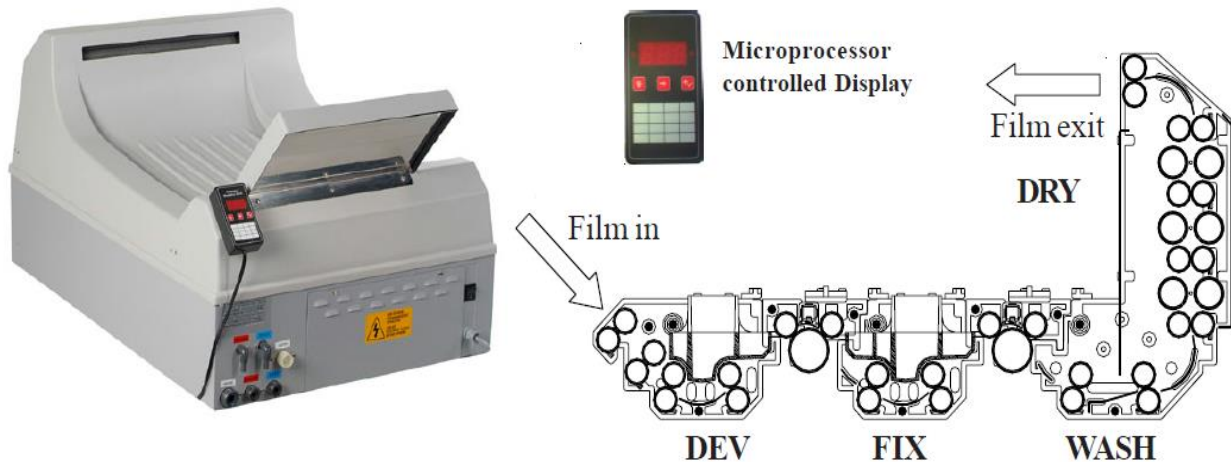 Microprocessor
controlled Display
Film exit
DRY
Film in
DEV
FIX
WASH